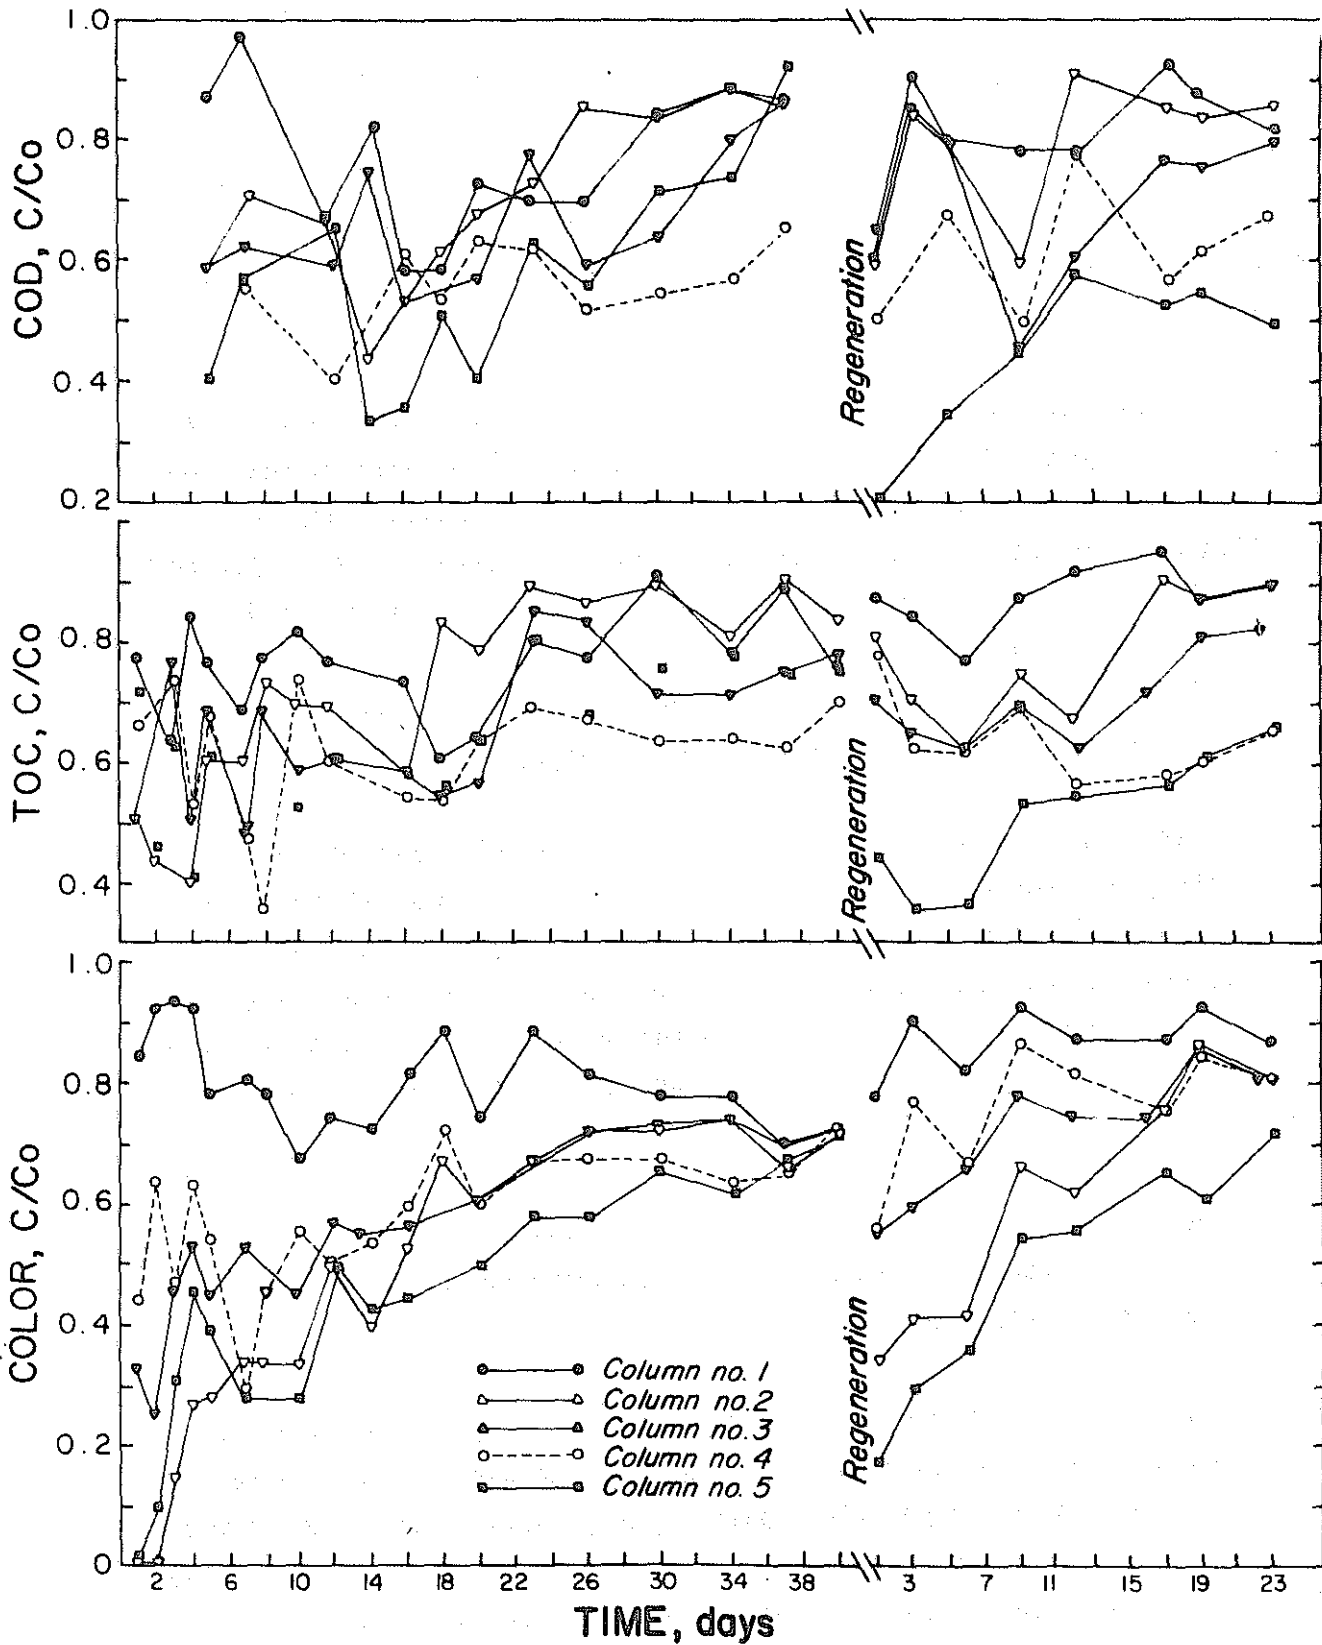 1.0
0.8
0.6
0.4
0.2
COD, C/Co
Regeneration
0.8
0.6
0.4
TOC, C/Co
Regeneration
1.0
0.8
0.6
0.4
0.2
0
COLOR, C/Co
Regeneration
Column no. 1
Column no. 2
Column no. 3
Column no. 4
Column no. 5
2 6 10 14 18 22 26 30 34 38 3 7 11 15 19 23
TIME, days